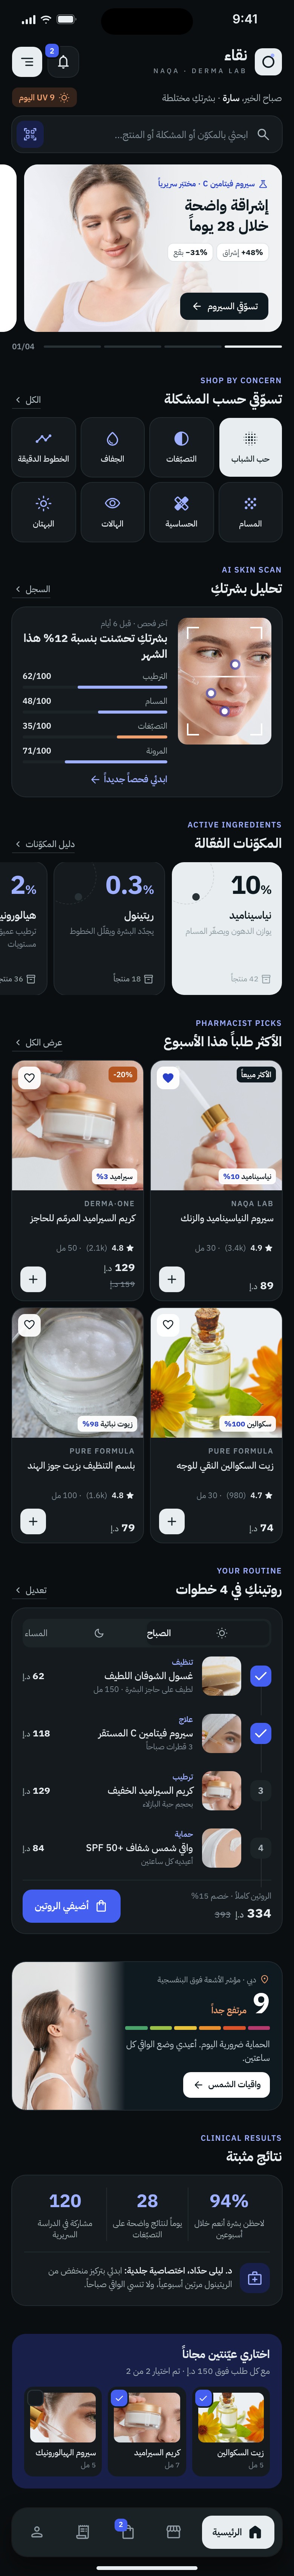 9:41
نقاء
NAQA · DERMA LAB
2
صباح الخير، سارة · بشرتكِ مختلطة
UV 9 اليوم
ابحثي بالمكوّن أو المشكلة أو المنتج...
سيروم فيتامين C · مختبَر سريرياً
إشراقة واضحة
خلال 28 يوماً
+48% إشراق
−31% بقع
تسوّقي السيروم
01/04
SHOP BY CONCERN
تسوّقي حسب المشكلة
الكل
حب الشباب
التصبّغات
الجفاف
الخطوط الدقيقة
المسام
الحساسية
الهالات
البهتان
AI SKIN SCAN
تحليل بشرتكِ
السجل
آخر فحص · قبل 6 أيام
بشرتكِ تحسّنت بنسبة 12% هذا
الشهر
الترطيب 62/100
المسام 48/100
التصبّغات 35/100
المرونة 71/100
ابدئي فحصاً جديداً
ACTIVE INGREDIENTS
المكوّنات الفعّالة
دليل المكوّنات
10%
نياسيناميد
يوازن الدهون ويصغّر المسام
42 منتجاً
0.3%
ريتينول
يجدّد البشرة ويقلّل الخطوط
18 منتجاً
2%
هيالوروني
ترطيب عميق
مستويات
36 منتج
PHARMACIST PICKS
الأكثر طلباً هذا الأسبوع
عرض الكل
الأكثر مبيعاً
نياسيناميد 10%
NAQA LAB
سيروم النياسيناميد والزنك
4.9 (3.4k) · 30 مل
89 د.إ
-20%
سيراميد 3%
DERMA·ONE
كريم السيراميد المرمّم للحاجز
4.8 (2.1k) · 50 مل
129 د.إ
159 د.إ
سكوالين 100%
PURE FORMULA
زيت السكوالين النقي للوجه
4.7 (980) · 30 مل
74 د.إ
زيوت نباتية 98%
PURE FORMULA
بلسم التنظيف بزيت جوز الهند
4.8 (1.6k) · 100 مل
79 د.إ
YOUR ROUTINE
روتينكِ في 4 خطوات
تعديل
الصباح
المساء
تنظيف
غسول الشوفان اللطيف
لطيف على حاجز البشرة · 150 مل
62 د.إ
علاج
سيروم فيتامين C المستقر
3 قطرات صباحاً
118 د.إ
3
ترطيب
كريم السيراميد الخفيف
بحجم حبة البازلاء
129 د.إ
4
حماية
واقي شمس شفاف SPF 50+
أعيديه كل ساعتين
84 د.إ
الروتين كاملاً · خصم 15%
334 د.إ 393
أضيفي الروتين
دبي · مؤشر الأشعة فوق البنفسجية
9 مرتفع جداً
الحماية ضرورية اليوم. أعيدي وضع الواقي كل
ساعتين.
واقيات الشمس
CLINICAL RESULTS
نتائج مثبتة
94%
لاحظن بشرة أنعم خلال
أسبوعين
28
يوماً لنتائج واضحة على
التصبّغات
120
مشاركة في الدراسة
السريرية
د. ليلى حدّاد، اختصاصية جلدية: ابدئي بتركيز منخفض من
الريتينول مرتين أسبوعياً، ولا تنسي الواقي صباحاً.
اختاري عيّنتين مجاناً
مع كل طلب فوق 150 د.إ · تم اختيار 2 من 2
زيت السكوالين
5 مل
كريم السيراميد
7 مل
سيروم الهيالورونيك
5 مل
الرئيسية
2